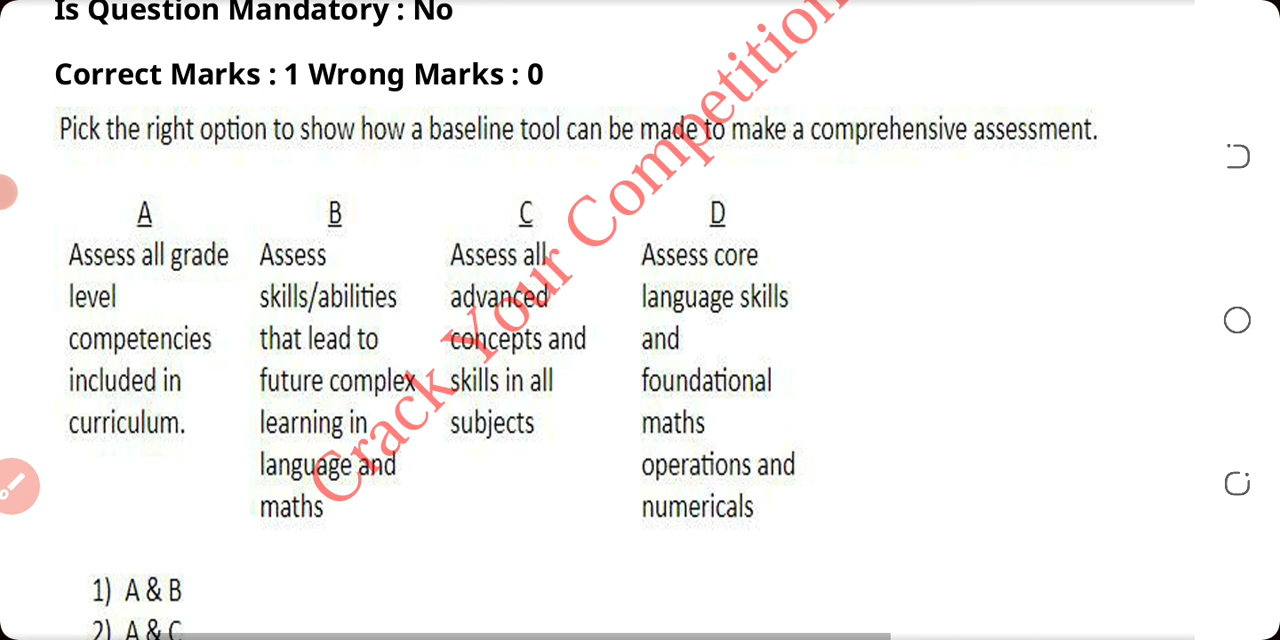 Is Question Mandatory : No
Correct Marks : 1 Wrong Marks : 0
Pick the right option to show how a baseline tool can be made to make a comprehensive assessment.
A
Assess all grade
level
competencies
included in
curriculum.
B
Assess
skills/abilities
that lead to
future complex
learning in
language and
maths
C
Assess all
advanced
concepts and
skills in all
subjects
D
Assess core
language skills
and
foundational
maths
operations and
numericals
1) A & B
2) A & C
Crack Your Competition